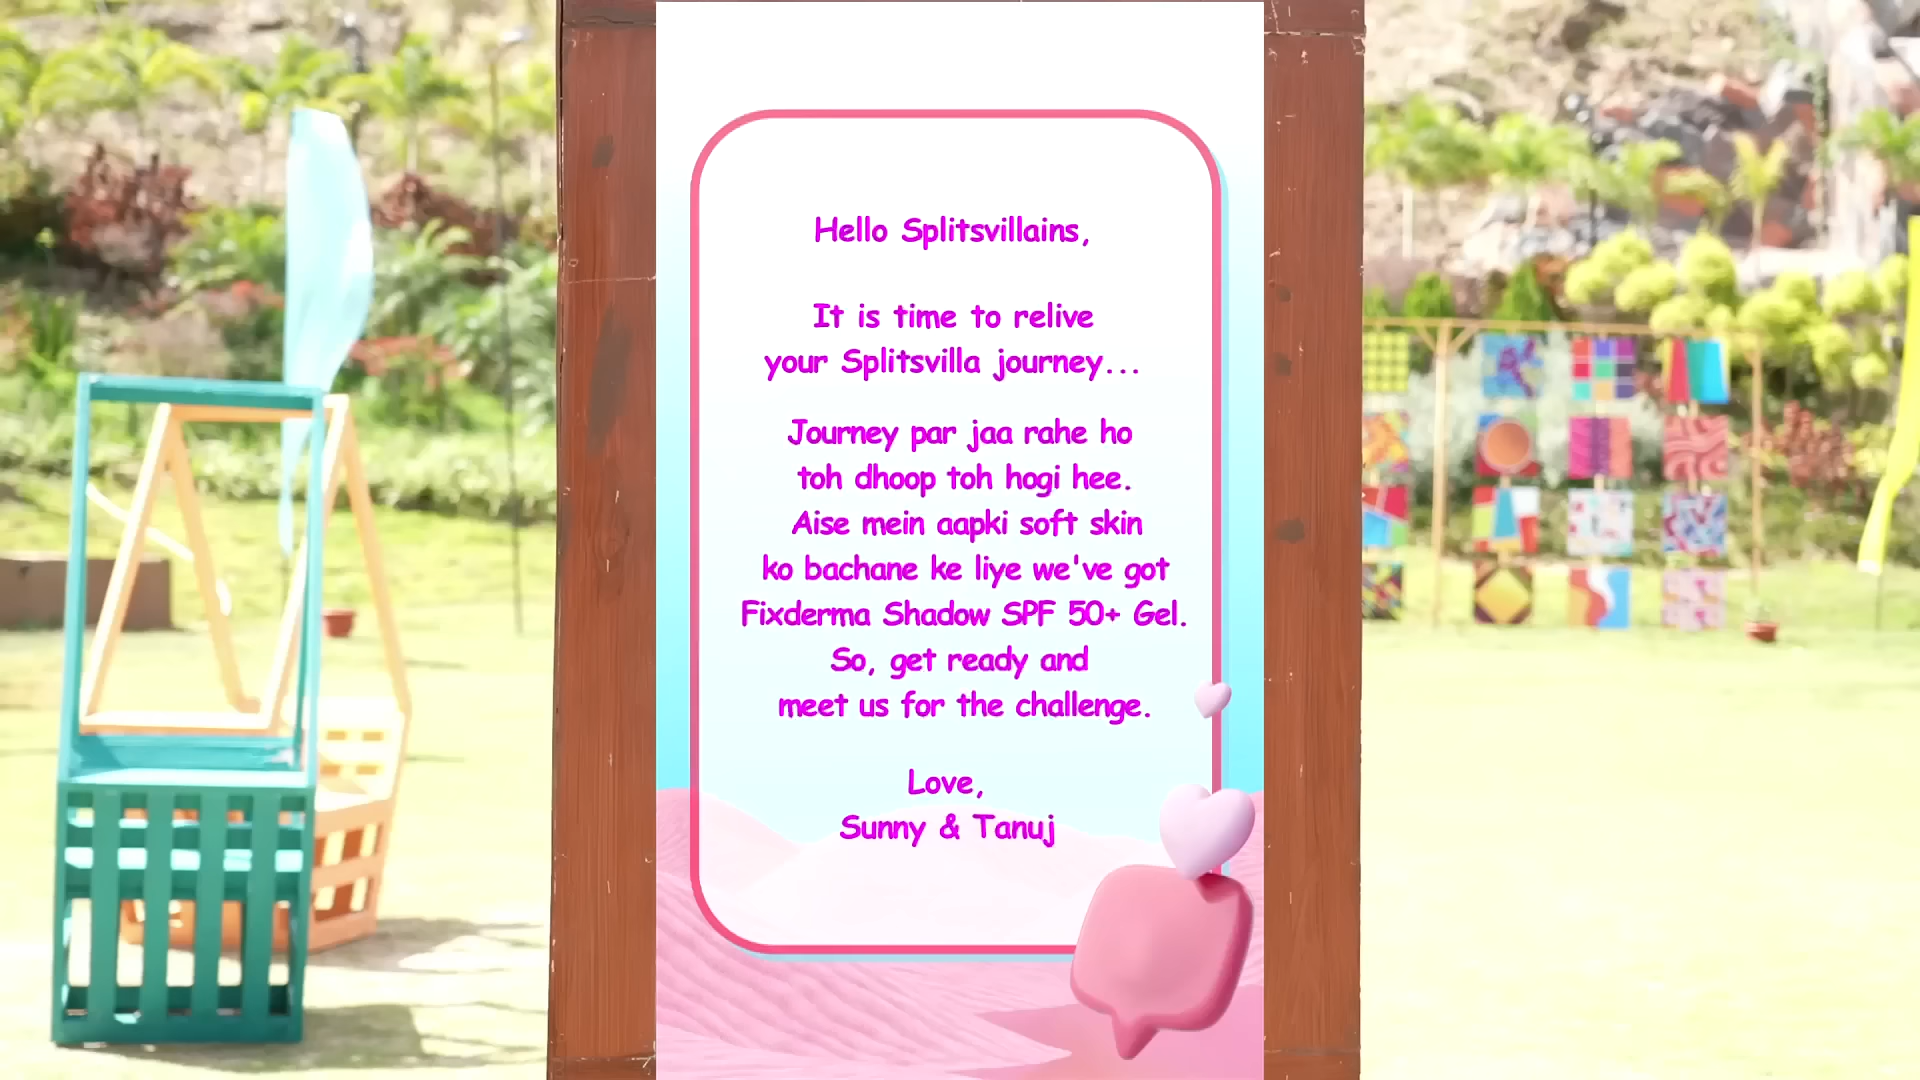 Hello Splitsvillains,
It is time to relive
your Splitsvilla journey...
Journey par jaa rahe ho
toh dhoop toh hogi hee.
Aise mein aapki soft skin
ko bachane ke liye we've got
Fixderma Shadow SPF 50+ Gel.
So, get ready and
meet us for the challenge.
Love,
Sunny & Tanuj